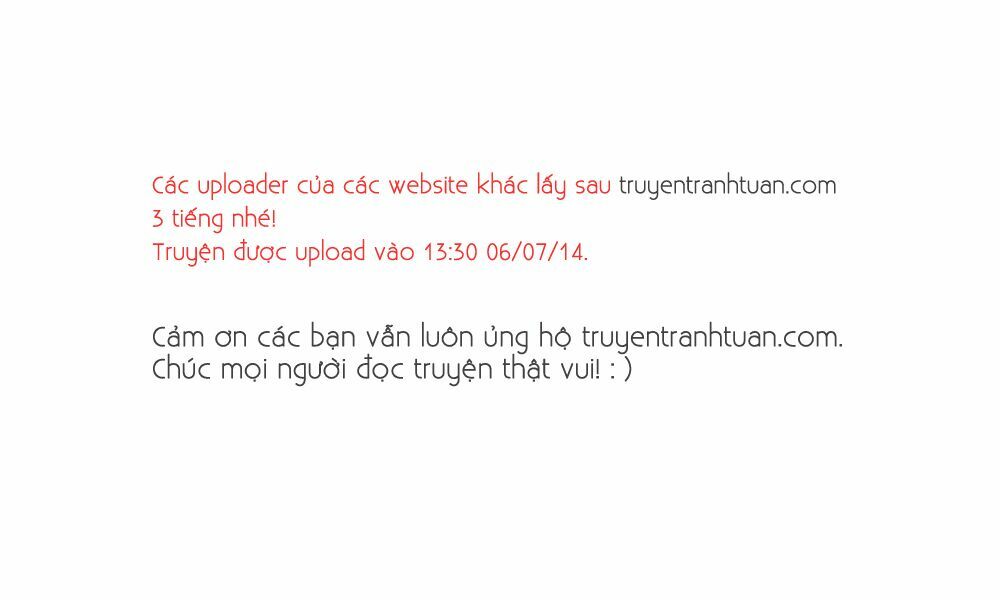 Các uploader của các website khác lấy sau truyentranhtuan.com
3 tiếng nhé!
Truyện được upload vào 13:30 06/07/14.
Cảm ơn các bạn vẫn luôn ủng hộ truyentranhtuan.com.
Chúc mọi người đọc truyện thật vui! : )